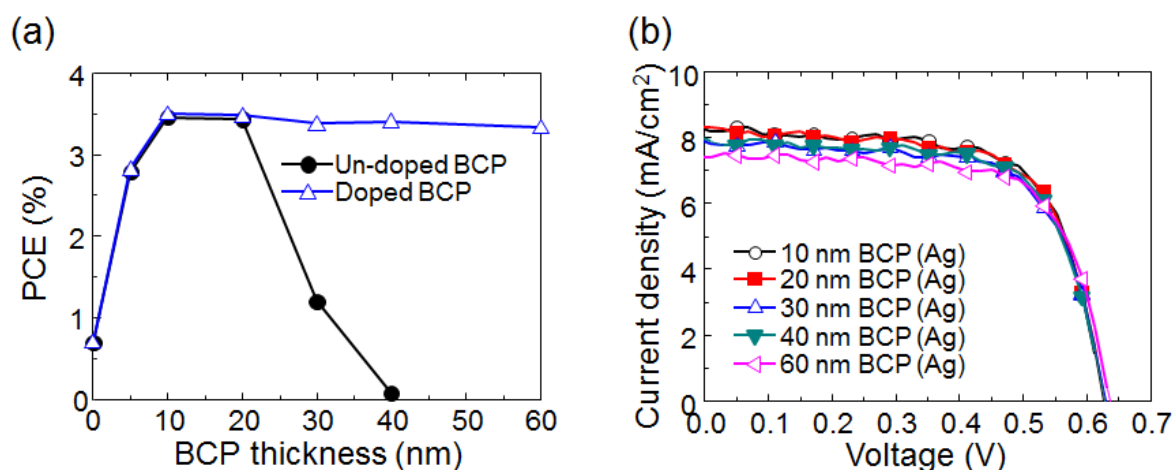 (a)
4
3
2
1
0
PCE (%)
Un-doped BCP
Doped BCP
0 10 20 30 40 50 60
BCP thickness (nm)
(b)
10
8
6
4
2
0
Current density (mA/cm²)
10 nm BCP (Ag)
20 nm BCP (Ag)
30 nm BCP (Ag)
40 nm BCP (Ag)
60 nm BCP (Ag)
0.0 0.1 0.2 0.3 0.4 0.5 0.6 0.7
Voltage (V)